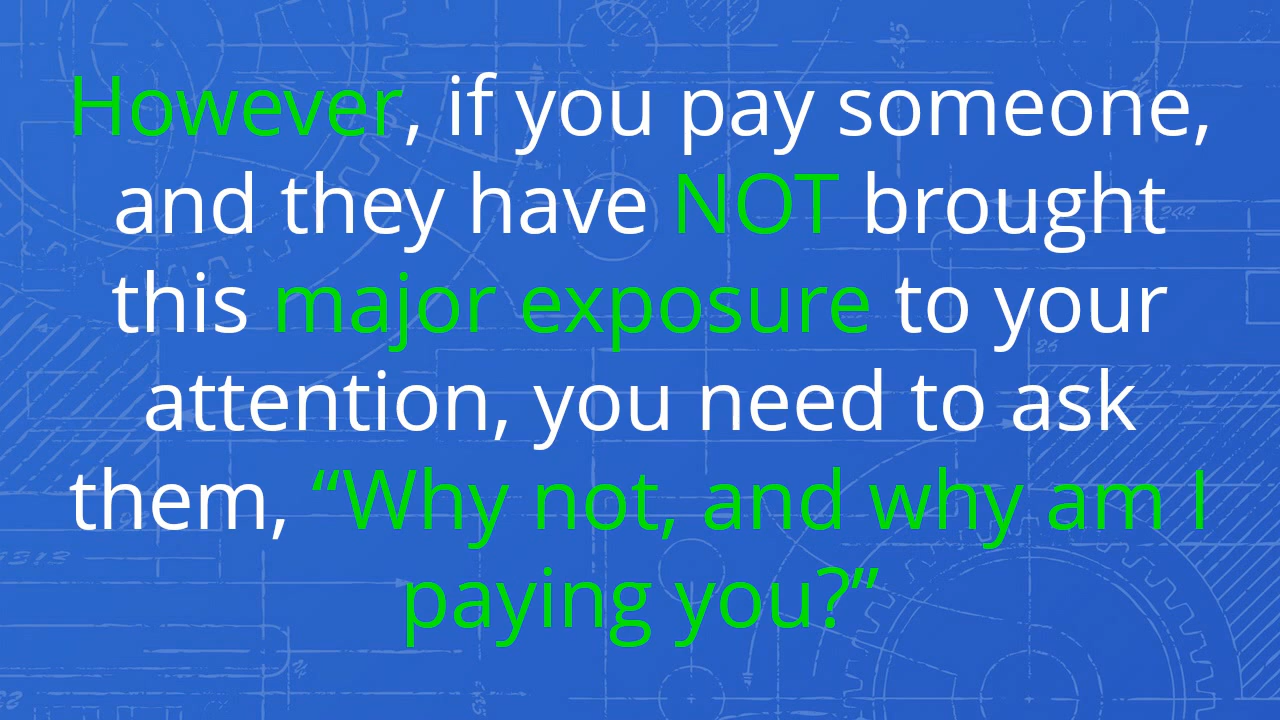 However, if you pay someone,
and they have NOT brought
this major exposure to your
attention, you need to ask
them, “Why not, and why am I
paying you?”